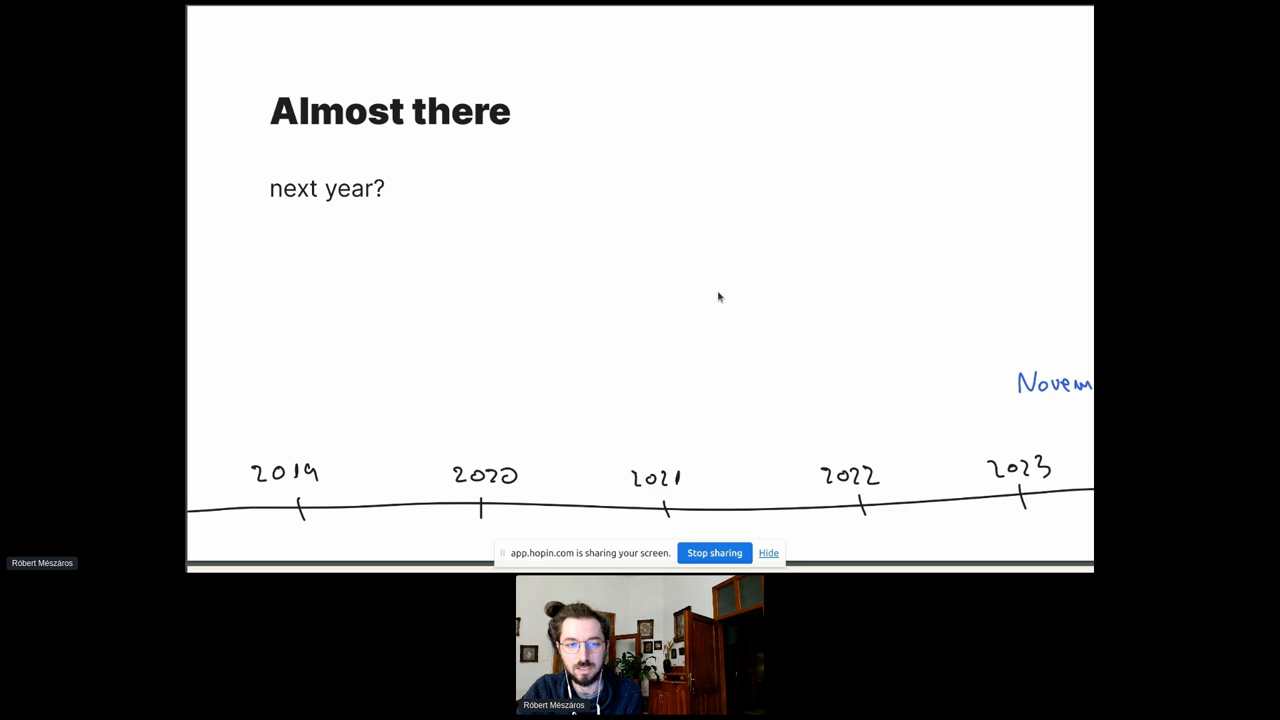 Almost there
next year?
Novem
2019 2020 2021 2022 2023
app.hopin.com is sharing your screen. Stop sharing Hide
Róbert Mészáros
Róbert Mészáros